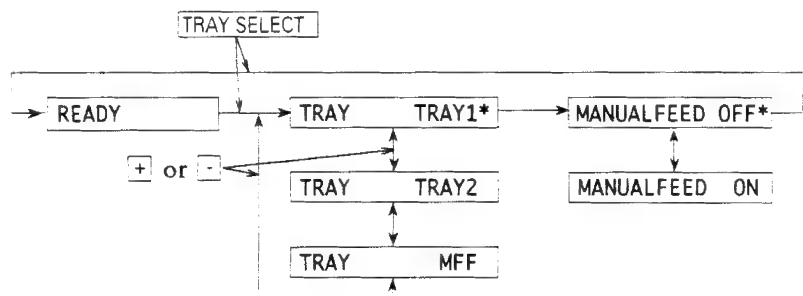 TRAY SELECT
READY
TRAY TRAY1*
MANUALFEED OFF*
+ or -
TRAY TRAY2
MANUALFEED ON
TRAY MFF